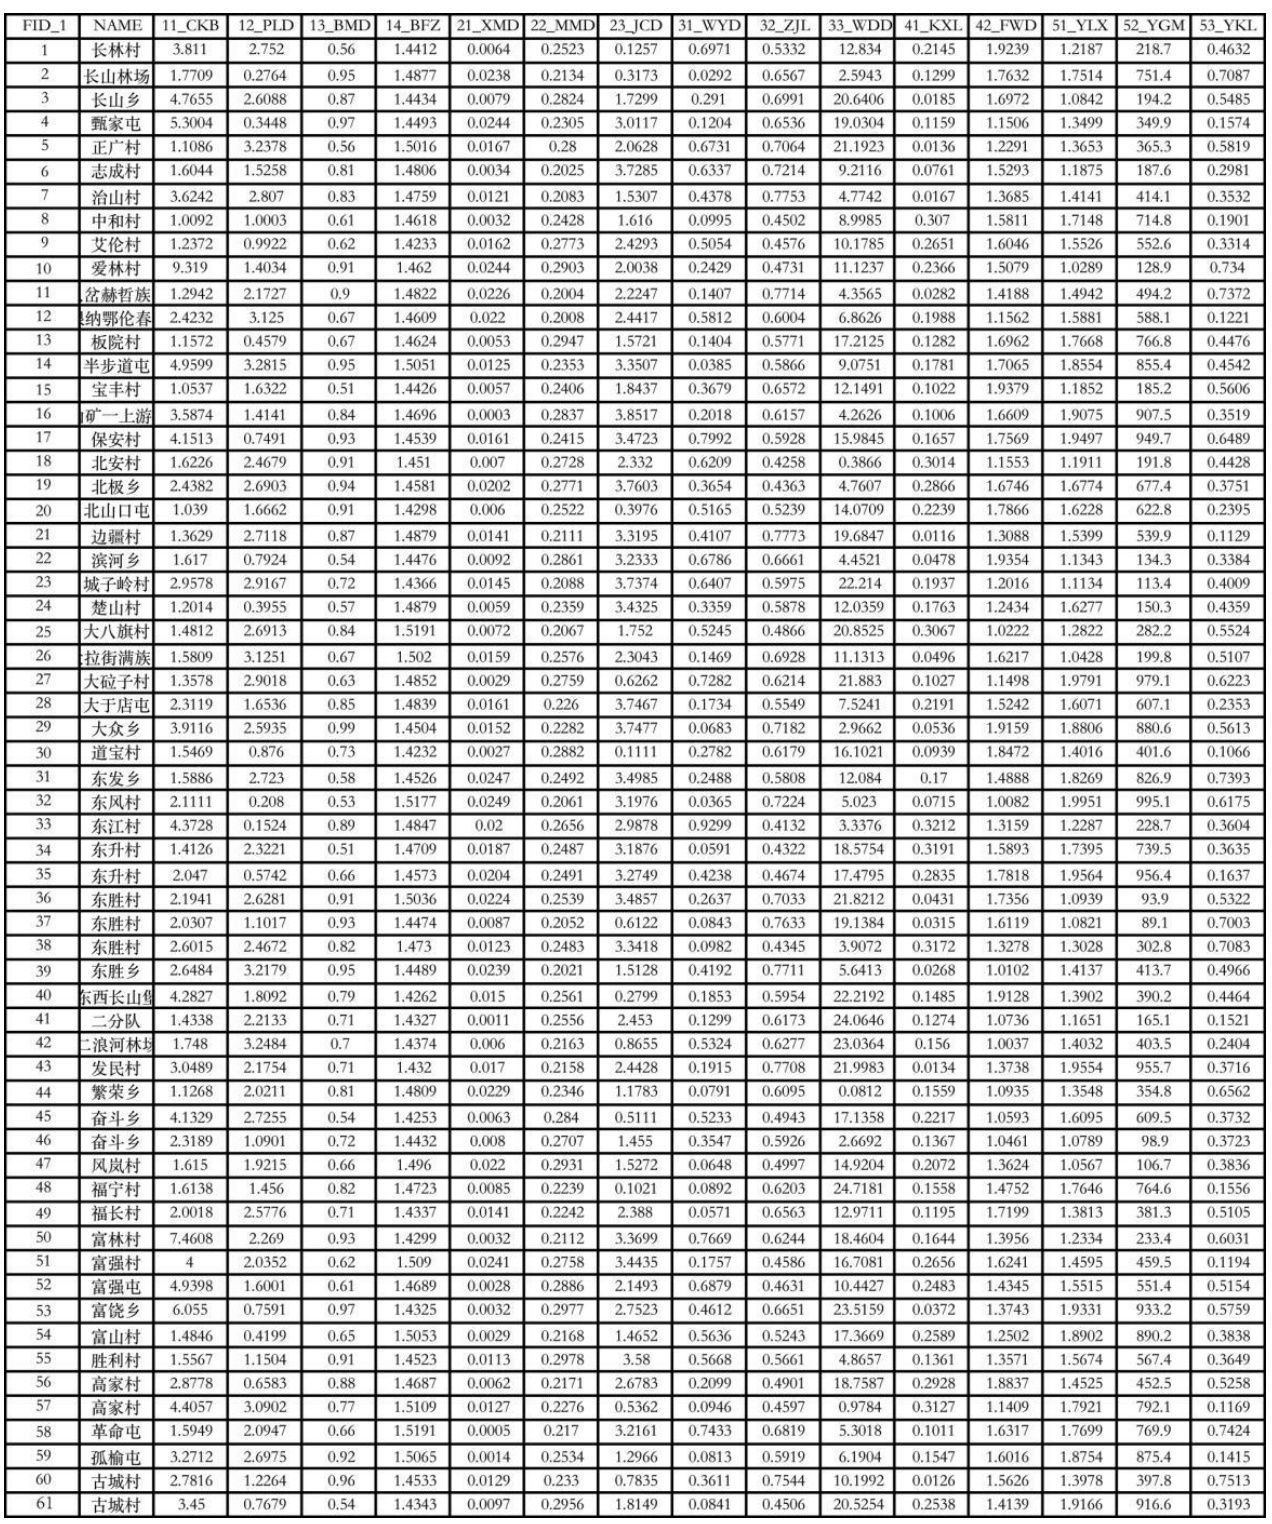 FID_1 NAME 11_CKB 12_PLD 13_BMD 14_BFZ 21_XMD 22_MMD 23_JCD 31_WYD 32_ZJL 33_WDD 41_KXL 42_FWD 51_YLX 52_YGM 53_YKL
1 长林村 3.811 2.752 0.56 1.4412 0.0064 0.2523 0.1257 0.6971 0.5332 12.834 0.2145 1.9239 1.2187 218.7 0.4632
2 长山林场 1.7709 0.2764 0.95 1.4877 0.0238 0.2134 0.3173 0.0292 0.6567 2.5943 0.1299 1.7632 1.7514 751.4 0.7087
3 长山乡 4.7655 2.6088 0.87 1.4434 0.0079 0.2824 1.7299 0.291 0.6991 20.6406 0.0185 1.6972 1.0842 194.2 0.5485
4 甄家屯 5.3004 0.3448 0.97 1.4493 0.0244 0.2305 3.0117 0.1204 0.6536 19.0304 0.1159 1.1506 1.3499 349.9 0.1574
5 正广村 1.1086 3.2378 0.56 1.5016 0.0167 0.28 2.0628 0.6731 0.7064 21.1923 0.0136 1.2291 1.3653 365.3 0.5819
6 志成村 1.6044 1.5258 0.81 1.4806 0.0034 0.2025 3.7285 0.6337 0.7214 9.2116 0.0761 1.5293 1.1875 187.6 0.2981
7 治山村 3.6242 2.807 0.83 1.4759 0.0121 0.2083 1.5307 0.4378 0.7753 4.7742 0.0167 1.3685 1.4141 414.1 0.3532
8 中和村 1.0092 1.0003 0.61 1.4618 0.0032 0.2428 1.616 0.0995 0.4502 8.9985 0.307 1.5811 1.7148 714.8 0.1901
9 艾伦村 1.2372 0.9922 0.62 1.4233 0.0162 0.2773 2.4293 0.5054 0.4576 10.1785 0.2651 1.6046 1.5526 552.6 0.3314
10 爱林村 9.319 1.4034 0.91 1.462 0.0244 0.2903 2.0038 0.2429 0.4731 11.1237 0.2366 1.5079 1.0289 128.9 0.734
11 岔赫哲族 1.2942 2.1727 0.9 1.4822 0.0226 0.2004 2.2247 0.1407 0.7714 4.3565 0.0282 1.4188 1.4942 494.2 0.7372
12 纳鄂伦春 2.4232 3.125 0.67 1.4609 0.022 0.2008 2.4417 0.5812 0.6004 6.8626 0.1988 1.1562 1.5881 588.1 0.1221
13 板院村 1.1572 0.4579 0.67 1.4624 0.0053 0.2947 1.5721 0.1404 0.5771 17.2125 0.1282 1.6962 1.7668 766.8 0.4476
14 半步道屯 4.9599 3.2815 0.95 1.5051 0.0125 0.2353 3.3507 0.0385 0.5866 9.0751 0.1781 1.7065 1.8554 855.4 0.4542
15 宝丰村 1.0537 1.6322 0.51 1.4426 0.0057 0.2406 1.8437 0.3679 0.6572 12.1491 0.1022 1.9379 1.1852 185.2 0.5606
16 矿一上游 3.5874 1.4141 0.84 1.4696 0.0003 0.2837 3.8517 0.2018 0.6157 4.2626 0.1006 1.6609 1.9075 907.5 0.3519
17 保安村 4.1513 0.7491 0.93 1.4539 0.0161 0.2415 3.4723 0.7992 0.5928 15.9845 0.1657 1.7569 1.9497 949.7 0.6489
18 北安村 1.6226 2.4679 0.91 1.451 0.007 0.2728 2.332 0.6209 0.4258 0.3866 0.3014 1.1553 1.1911 191.8 0.4428
19 北极乡 2.4382 2.6903 0.94 1.4581 0.0202 0.2771 3.7603 0.3654 0.4363 4.7607 0.2866 1.6746 1.6774 677.4 0.3751
20 北山口屯 1.039 1.6662 0.91 1.4298 0.006 0.2522 0.3976 0.5165 0.5239 14.0709 0.2239 1.7866 1.6228 622.8 0.2395
21 边疆村 1.3629 2.7118 0.87 1.4879 0.0141 0.2111 3.3195 0.4107 0.7773 19.6847 0.0116 1.3088 1.5399 539.9 0.1129
22 滨河乡 1.617 0.7924 0.54 1.4476 0.0092 0.2861 3.2333 0.6786 0.6661 4.4521 0.0478 1.9354 1.1343 134.3 0.3384
23 城子岭村 2.9578 2.9167 0.72 1.4366 0.0145 0.2088 3.7374 0.6407 0.5975 22.214 0.1937 1.2016 1.1134 113.4 0.4009
24 楚山村 1.2014 0.3955 0.57 1.4879 0.0059 0.2359 3.4325 0.3359 0.5878 12.0359 0.1763 1.2434 1.6277 150.3 0.4359
25 大八旗村 1.4812 2.6913 0.84 1.5191 0.0072 0.2067 1.752 0.5245 0.4866 20.8525 0.3067 1.0222 1.2822 282.2 0.5524
26 拉街满族 1.5809 3.1251 0.67 1.502 0.0159 0.2576 2.3043 0.1469 0.6928 11.1313 0.0496 1.6217 1.0428 199.8 0.5107
27 大砬子村 1.3578 2.9018 0.63 1.4852 0.0029 0.2759 0.6262 0.7282 0.6214 21.883 0.1027 1.1498 1.9791 979.1 0.6223
28 大于店屯 2.3119 1.6536 0.85 1.4839 0.0161 0.226 3.7467 0.1734 0.5549 7.5241 0.2191 1.5242 1.6071 607.1 0.2353
29 大众乡 3.9116 2.5935 0.99 1.4504 0.0152 0.2282 3.7477 0.0683 0.7182 2.9662 0.0536 1.9159 1.8806 880.6 0.5613
30 道宝村 1.5469 0.876 0.73 1.4232 0.0027 0.2882 0.1111 0.2782 0.6179 16.1021 0.0939 1.8472 1.4016 401.6 0.1066
31 东发乡 1.5886 2.723 0.58 1.4526 0.0247 0.2492 3.4985 0.2488 0.5808 12.084 0.17 1.4888 1.8269 826.9 0.7393
32 东风村 2.1111 0.208 0.53 1.5177 0.0249 0.2061 3.1976 0.0365 0.7224 5.023 0.0715 1.0082 1.9951 995.1 0.6175
33 东江村 4.3728 0.1524 0.89 1.4847 0.02 0.2656 2.9878 0.9299 0.4132 3.3376 0.3212 1.3159 1.2287 228.7 0.3604
34 东升村 1.4126 2.3221 0.51 1.4709 0.0187 0.2487 3.1876 0.0591 0.4322 18.5754 0.3191 1.5893 1.7395 739.5 0.3635
35 东升村 2.047 0.5742 0.66 1.4573 0.0204 0.2491 3.2749 0.4238 0.4674 17.4795 0.2835 1.7818 1.9564 956.4 0.1637
36 东胜村 2.1941 2.6281 0.91 1.5036 0.0224 0.2539 3.4857 0.2637 0.7033 21.8212 0.0431 1.7356 1.0939 93.9 0.5322
37 东胜村 2.0307 1.1017 0.93 1.4474 0.0087 0.2052 0.6122 0.0843 0.7633 19.1384 0.0315 1.6119 1.0821 89.1 0.7003
38 东胜村 2.6015 2.4672 0.82 1.473 0.0123 0.2483 3.3418 0.0982 0.4345 3.9072 0.3172 1.3278 1.3028 302.8 0.7083
39 东胜乡 2.6484 3.2179 0.95 1.4489 0.0239 0.2021 1.5128 0.4192 0.7711 5.6413 0.0268 1.0102 1.4137 413.7 0.4966
40 东西长山堡 4.2827 1.8092 0.79 1.4262 0.015 0.2561 0.2799 0.1853 0.5954 22.2192 0.1485 1.9128 1.3902 390.2 0.4464
41 二分队 1.4338 2.2133 0.71 1.4327 0.0011 0.2556 2.453 0.1299 0.6173 24.0646 0.1274 1.0736 1.1651 165.1 0.1521
42 二浪河林场 1.748 3.2484 0.7 1.4374 0.006 0.2163 0.8655 0.5324 0.6277 23.0364 0.156 1.0037 1.4032 403.5 0.2404
43 发民村 3.0489 2.1754 0.71 1.432 0.017 0.2158 2.4428 0.1915 0.7708 21.9983 0.0134 1.3738 1.9554 955.7 0.3716
44 繁荣乡 1.1268 2.0211 0.81 1.4809 0.0229 0.2346 1.1783 0.0791 0.6095 0.0812 0.1559 1.0935 1.3548 354.8 0.6562
45 奋斗乡 4.1329 2.7255 0.54 1.4253 0.0063 0.284 0.5111 0.5233 0.4943 17.1358 0.2217 1.0593 1.6095 609.5 0.3732
46 奋斗乡 2.3189 1.0901 0.72 1.4432 0.008 0.2707 1.455 0.3547 0.5926 2.6692 0.1367 1.0461 1.0789 98.9 0.3723
47 风岚村 1.615 1.9215 0.66 1.496 0.022 0.2931 1.5272 0.0648 0.4997 14.9204 0.2072 1.3624 1.0567 106.7 0.3836
48 福宁村 1.6138 1.456 0.82 1.4723 0.0085 0.2239 0.1021 0.0892 0.6203 24.7181 0.1558 1.4752 1.7646 764.6 0.1556
49 福长村 2.0018 2.5776 0.71 1.4337 0.0141 0.2242 2.388 0.0571 0.6563 12.9711 0.1195 1.7199 1.3813 381.3 0.5105
50 富林村 7.4608 2.269 0.93 1.4299 0.0032 0.2112 3.3699 0.7669 0.6244 18.4604 0.1644 1.3956 1.2334 233.4 0.6031
51 富强村 4 2.0352 0.62 1.509 0.0241 0.2758 3.4435 0.1757 0.4586 16.7081 0.2656 1.6241 1.4595 459.5 0.1194
52 富强屯 4.9398 1.6001 0.61 1.4689 0.0028 0.2886 2.1493 0.6879 0.4631 10.4427 0.2483 1.4345 1.5515 551.4 0.5154
53 富饶乡 6.055 0.7591 0.97 1.4325 0.0032 0.2977 2.7523 0.4612 0.6651 23.5159 0.0372 1.3743 1.9331 933.2 0.5759
54 富山村 1.4846 0.4199 0.65 1.5053 0.0029 0.2168 1.4652 0.5636 0.5243 17.3669 0.2589 1.2502 1.8902 890.2 0.3838
55 胜利村 1.5567 1.1504 0.91 1.4523 0.0113 0.2978 3.58 0.5668 0.5661 4.8657 0.1361 1.3571 1.5674 567.4 0.3649
56 高家村 2.8778 0.6583 0.88 1.4687 0.0062 0.2171 2.6783 0.2099 0.4901 18.7587 0.2928 1.8837 1.4525 452.5 0.5258
57 高家村 4.4057 3.0902 0.77 1.5109 0.0127 0.2276 0.5362 0.0946 0.4597 0.9784 0.3127 1.1409 1.7921 792.1 0.1169
58 革命屯 1.5949 2.0947 0.66 1.5191 0.0005 0.217 3.2161 0.7433 0.6819 5.3018 0.1011 1.6317 1.7699 769.9 0.7424
59 孤榆屯 3.2712 2.6975 0.92 1.5065 0.0014 0.2534 1.2966 0.0813 0.5919 6.1904 0.1547 1.6016 1.8754 875.4 0.1415
60 古城村 2.7816 1.2264 0.96 1.4533 0.0129 0.233 0.7835 0.3611 0.7544 10.1992 0.0126 1.5626 1.3978 397.8 0.7513
61 古城村 3.45 0.7679 0.54 1.4343 0.0097 0.2956 1.8149 0.0841 0.4506 20.5254 0.2538 1.4139 1.9166 916.6 0.3193